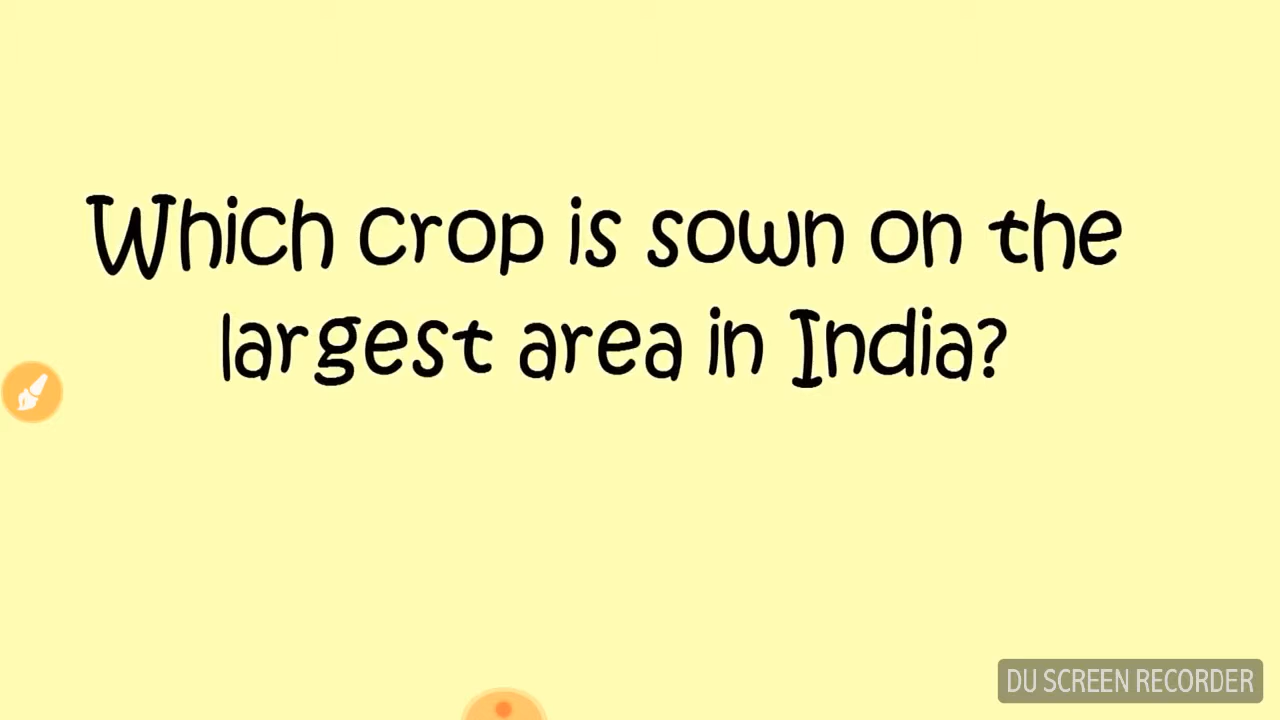 Which crop is sown on the
largest area in India?
DU SCREEN RECORDER